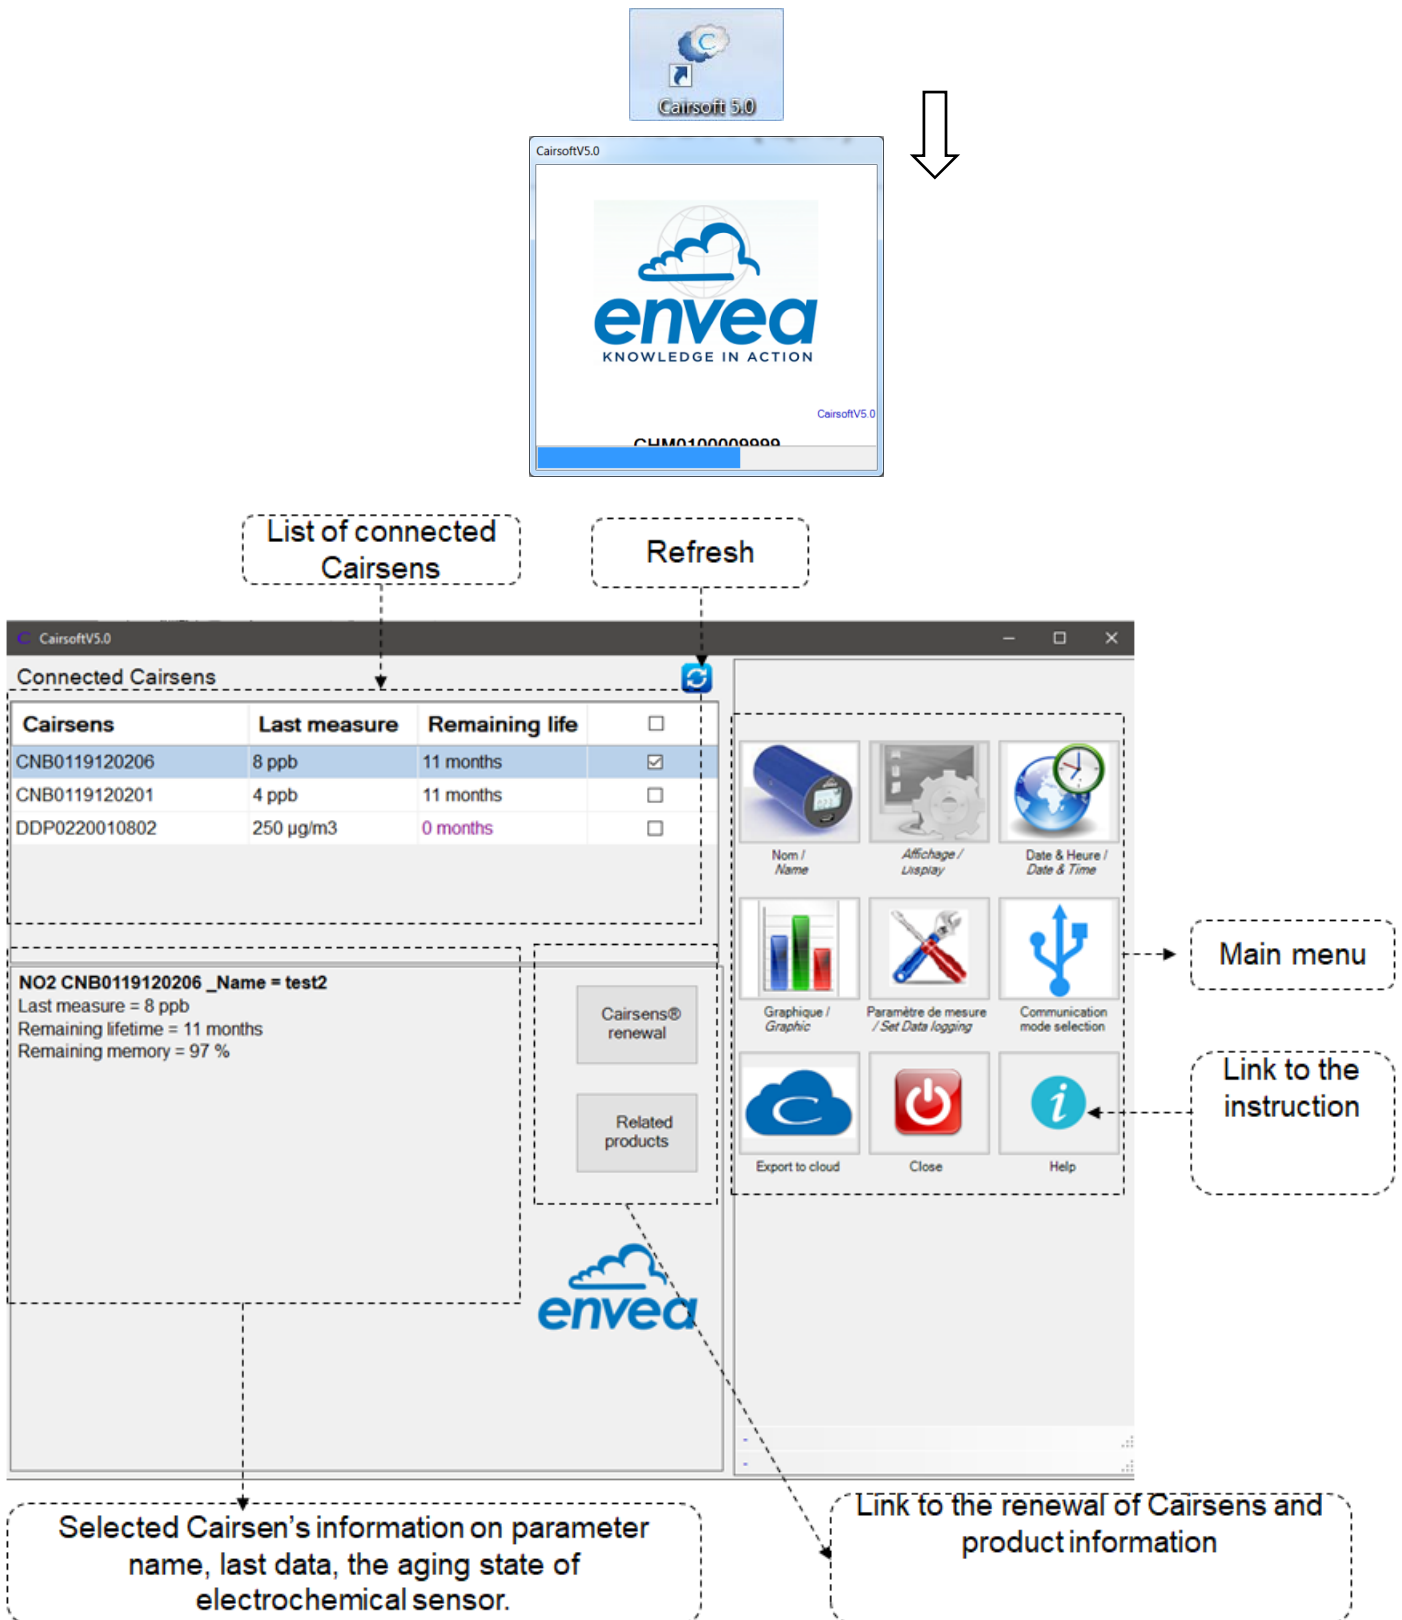 Cairsoft 5.0
CairsoftV5.0
envea
KNOWLEDGE IN ACTION
CairsoftV5.0
CHM0100009999
List of connected
Cairsens
Refresh
C CairsoftV5.0
Connected Cairsens
Cairsens Last measure Remaining life
CNB0119120206 8 ppb 11 months
CNB0119120201 4 ppb 11 months
DDP0220010802 250 µg/m3 0 months
Nom /
Name
Affichage /
Display
Date & Heure /
Date & Time
Graphique /
Graphic
Paramètre de mesure
/ Set Data logging
Communication
mode selection
Main menu
NO2 CNB0119120206 _Name = test2
Last measure = 8 ppb
Remaining lifetime = 11 months
Remaining memory = 97 %
Cairsens®
renewal
Related
products
C
Export to cloud
Close
i
Help
Link to the
instruction
envea
Selected Cairsen's information on parameter
name, last data, the aging state of
electrochemical sensor.
Link to the renewal of Cairsens and
product information